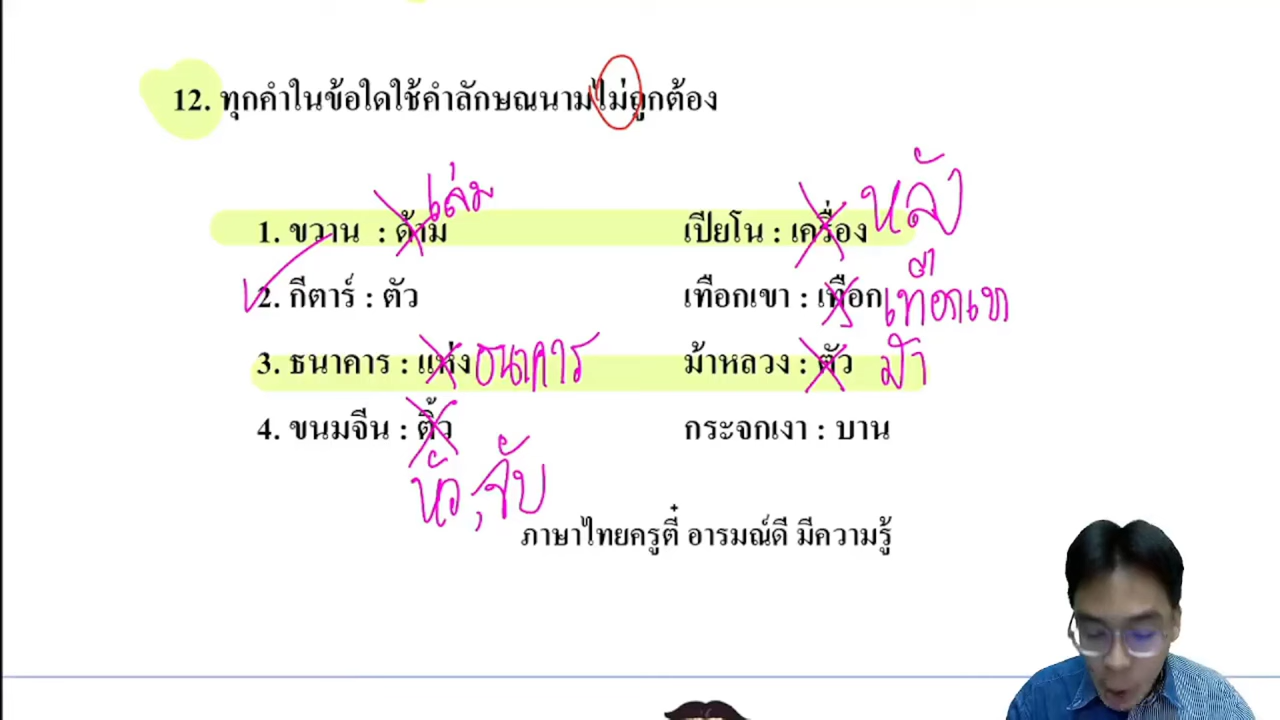 12. ทุกคำในข้อใดใช้คำลักษณนามไม่ถูกต้อง
เล่ม หลัง
1. ขวาน : ด้าม เปียโน : เครื่อง
2. กีตาร์ : ตัว เทือกเขา : เทือก เทือกเขา
3. ธนาคาร : แห่ง ธนาคาร ม้าหลวง : ตัว ม้า
4. ขนมจีน : ติ้ว กระจกเงา : บาน
หัว, จับ
ภาษาไทยครูตี๋ อารมณ์ดี มีความรู้